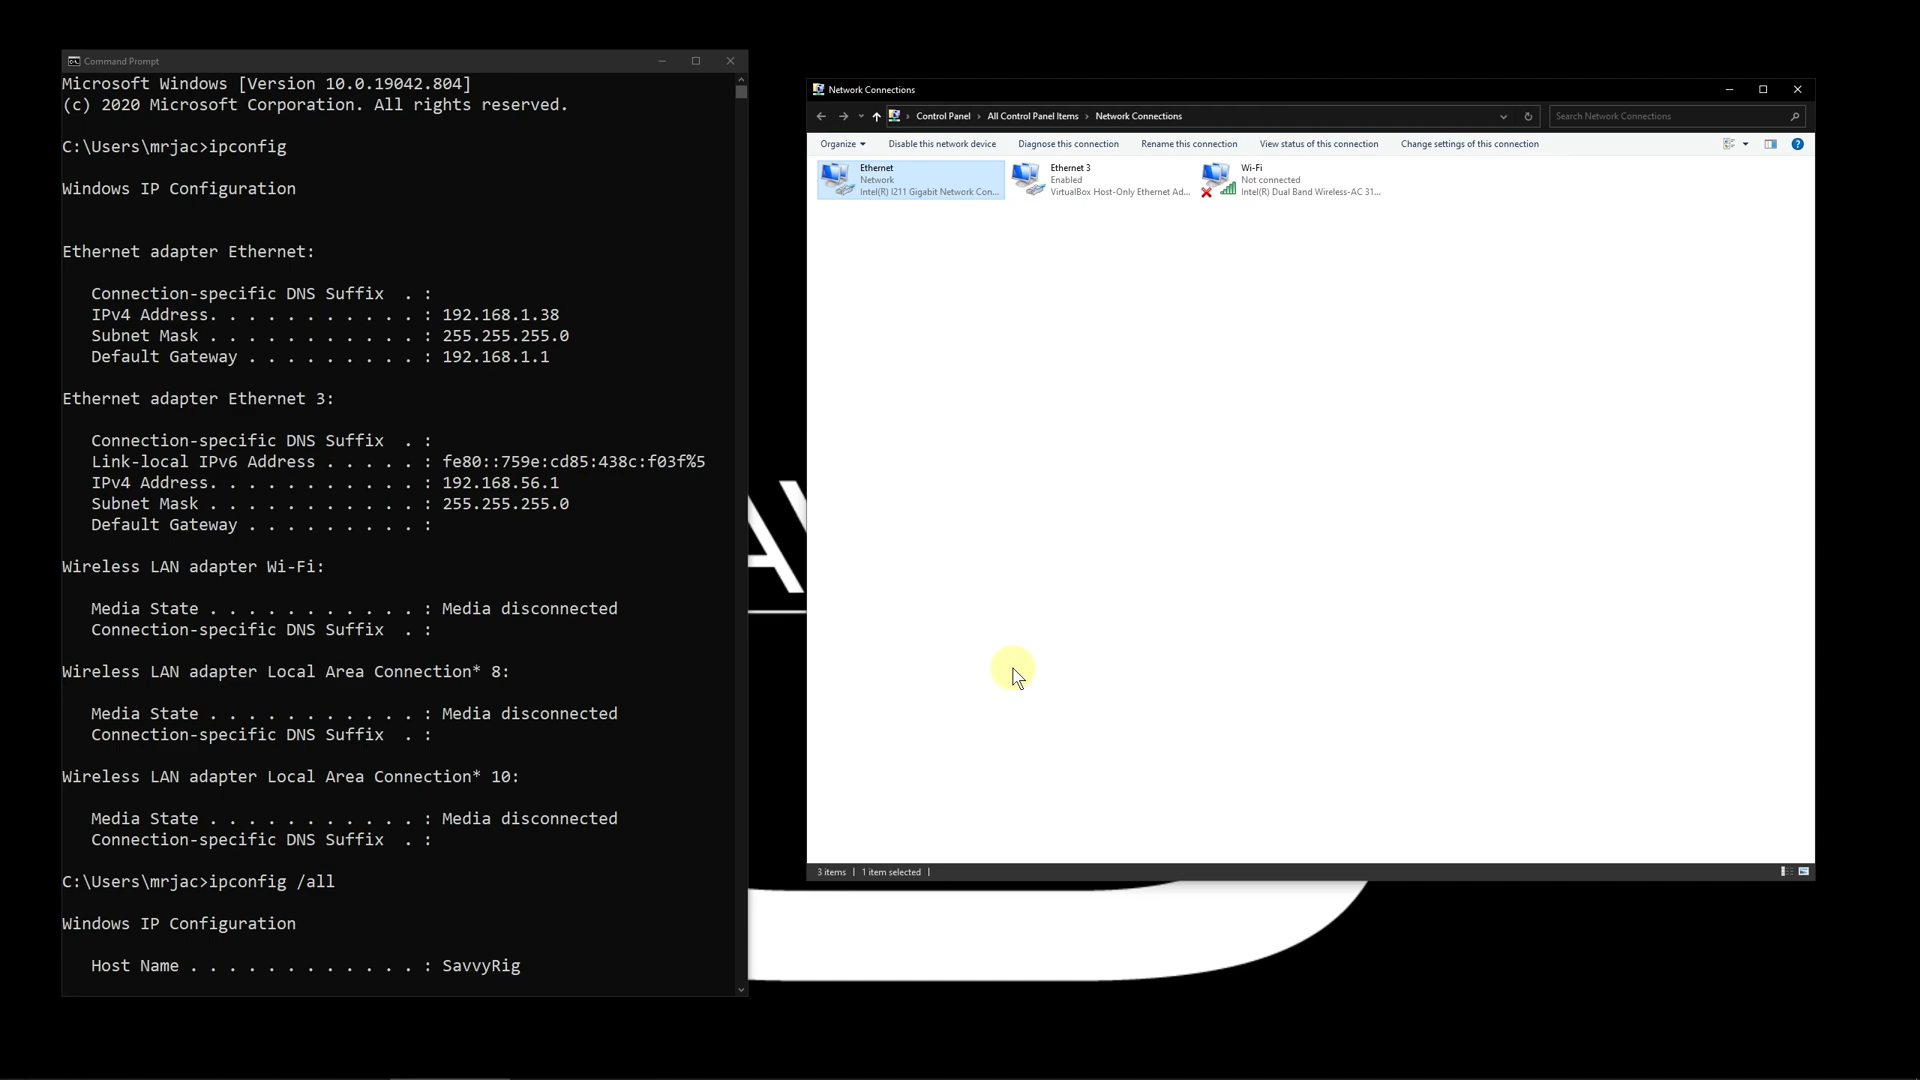 Command Prompt
Microsoft Windows [Version 10.0.19042.804]
(c) 2020 Microsoft Corporation. All rights reserved.
C:\Users\mrjac>ipconfig
Windows IP Configuration
Ethernet adapter Ethernet:
Connection-specific DNS Suffix  . :
IPv4 Address. . . . . . . . . . . : 192.168.1.38
Subnet Mask . . . . . . . . . . . : 255.255.255.0
Default Gateway . . . . . . . . . : 192.168.1.1
Ethernet adapter Ethernet 3:
Connection-specific DNS Suffix  . :
Link-local IPv6 Address . . . . . : fe80::759e:cd85:438c:f03f%5
IPv4 Address. . . . . . . . . . . : 192.168.56.1
Subnet Mask . . . . . . . . . . . : 255.255.255.0
Default Gateway . . . . . . . . . :
Wireless LAN adapter Wi-Fi:
Media State . . . . . . . . . . . : Media disconnected
Connection-specific DNS Suffix  . :
Wireless LAN adapter Local Area Connection* 8:
Media State . . . . . . . . . . . : Media disconnected
Connection-specific DNS Suffix  . :
Wireless LAN adapter Local Area Connection* 10:
Media State . . . . . . . . . . . : Media disconnected
Connection-specific DNS Suffix  . :
C:\Users\mrjac>ipconfig /all
Windows IP Configuration
Host Name . . . . . . . . . . . . : SavvyRig
Network Connections
Control Panel › All Control Panel Items › Network Connections
Search Network Connections
Organize Disable this network device Diagnose this connection Rename this connection View status of this connection Change settings of this connection
Ethernet
Network
Intel(R) I211 Gigabit Network Con...
Ethernet 3
Enabled
VirtualBox Host-Only Ethernet Ad...
Wi-Fi
Not connected
Intel(R) Dual Band Wireless-AC 31...
3 items | 1 item selected |